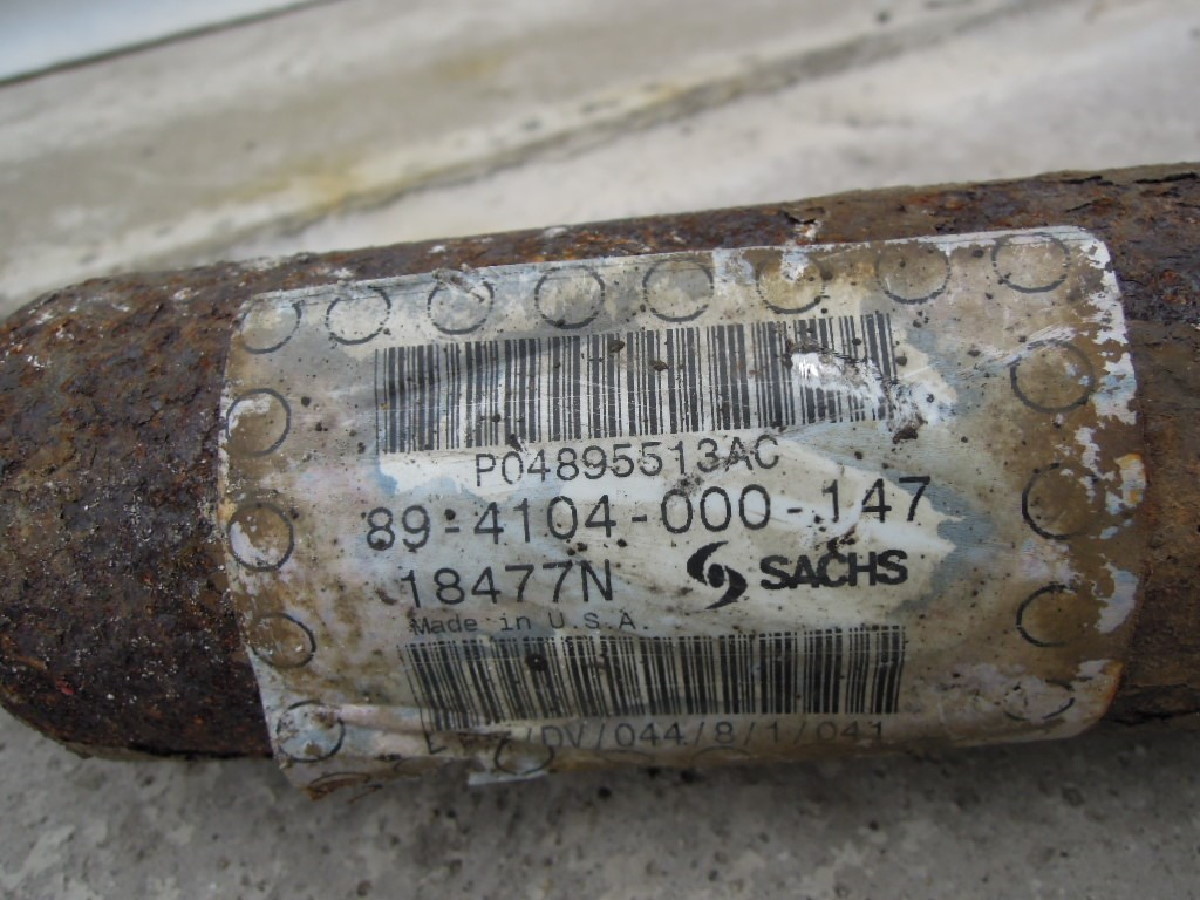 P04895513AC
89-4104-000-147
18477N SACHS
Made in U.S.A.
/DV/044/8/1/041